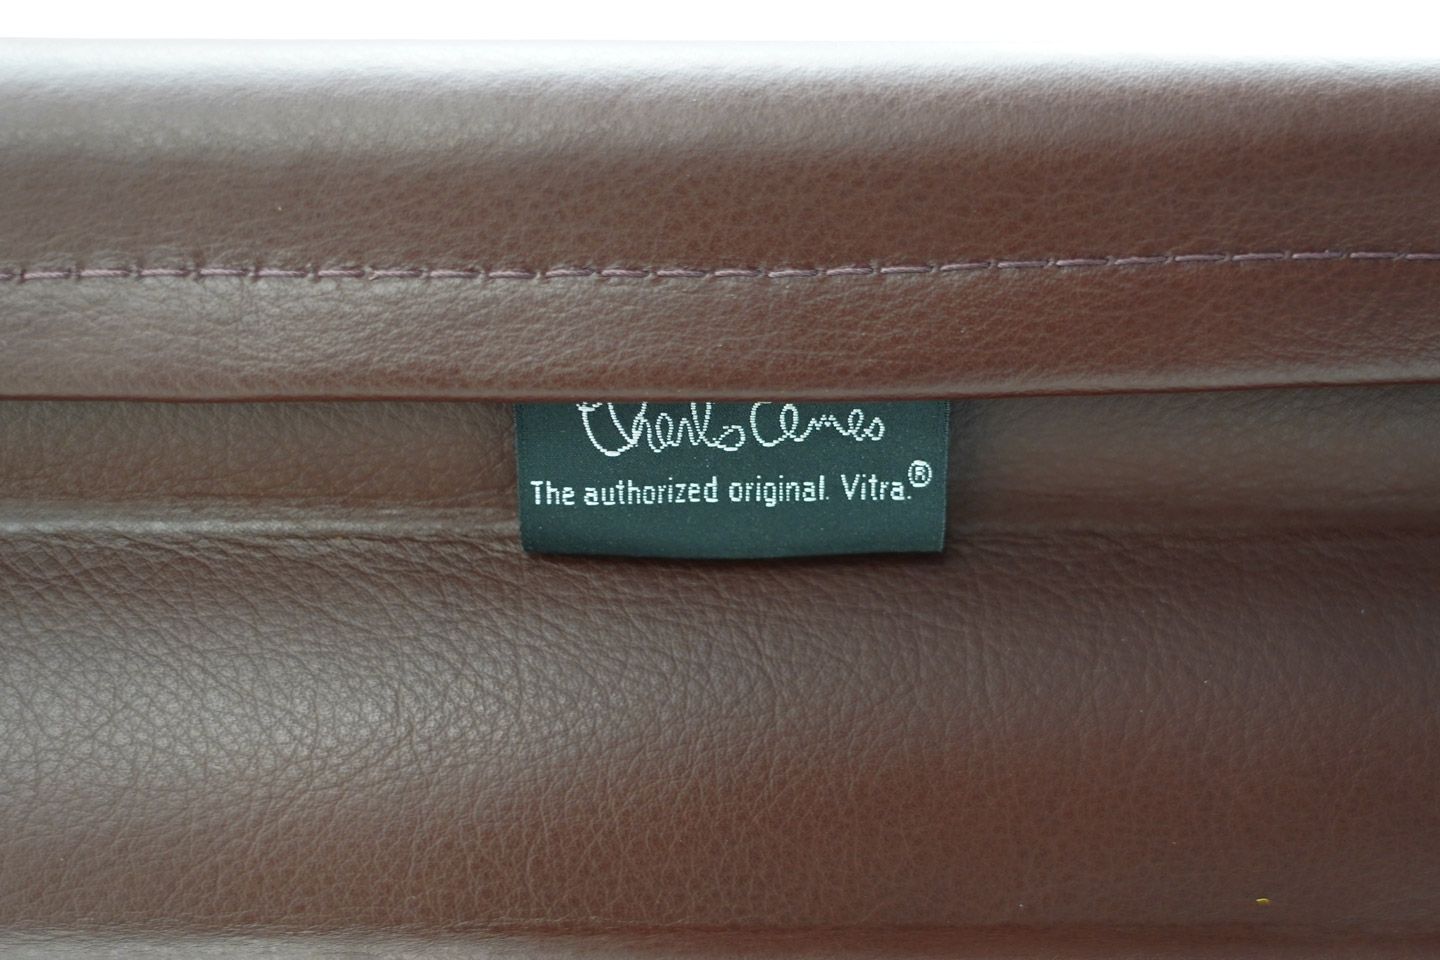 Charles Eames
The authorized original. Vitra.®